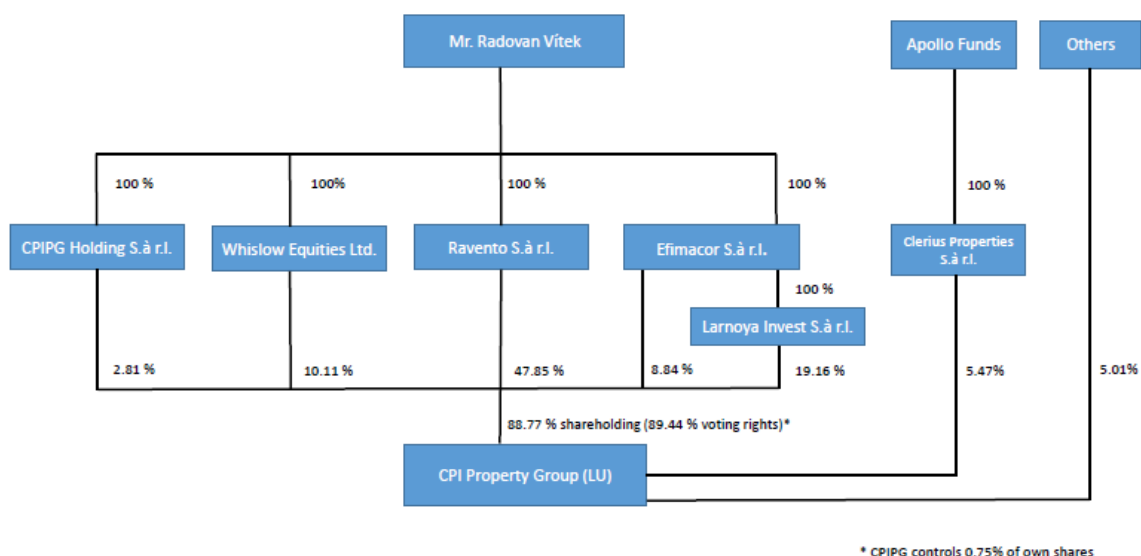 Mr. Radovan Vítek
Apollo Funds
Others
100 %
100%
100 %
100 %
100 %
CPIPG Holding S.à r.l.
Whislow Equities Ltd.
Ravento S.à r.l.
Efimacor S.à r.l.
Clerius Properties
S.à r.l.
100 %
Larnoya Invest S.à r.l.
2.81 %
10.11 %
47.85 %
8.84 %
19.16 %
5.47%
5.01%
88.77 % shareholding (89.44 % voting rights)*
CPI Property Group (LU)
* CPIPG controls 0.75% of own shares